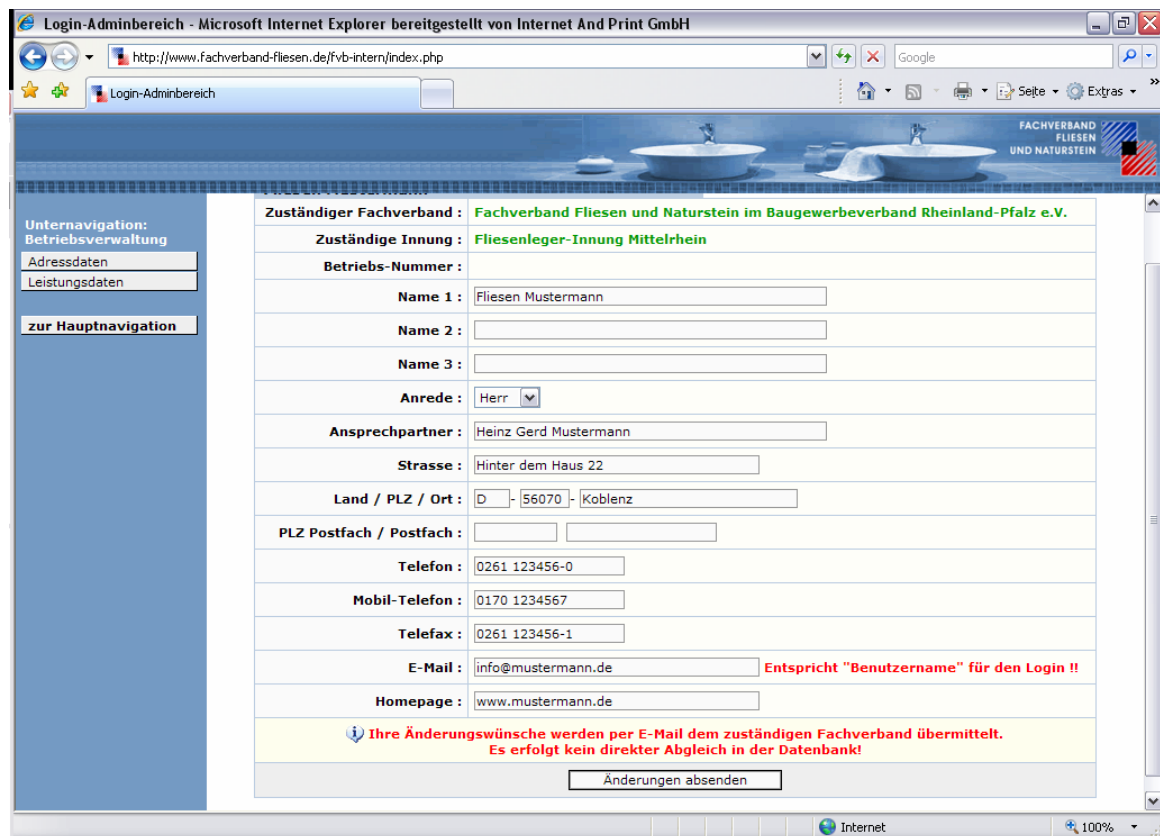 Login-Adminbereich - Microsoft Internet Explorer bereitgestellt von Internet And Print GmbH
http://www.fachverband-fliesen.de/fvb-intern/index.php
Google
Login-Adminbereich
Seite
Extras
»
FACHVERBAND
FLIESEN
UND NATURSTEIN
Unternavigation:
Betriebsverwaltung
Adressdaten
Leistungsdaten
zur Hauptnavigation
Zuständiger Fachverband : Fachverband Fliesen und Naturstein im Baugewerbeverband Rheinland-Pfalz e.V.
Zuständige Innung : Fliesenleger-Innung Mittelrhein
Betriebs-Nummer :
Name 1 : Fliesen Mustermann
Name 2 :
Name 3 :
Anrede : Herr
Ansprechpartner : Heinz Gerd Mustermann
Strasse : Hinter dem Haus 22
Land / PLZ / Ort : D - 56070 - Koblenz
PLZ Postfach / Postfach :
Telefon : 0261 123456-0
Mobil-Telefon : 0170 1234567
Telefax : 0261 123456-1
E-Mail : info@mustermann.de Entspricht "Benutzername" für den Login !!
Homepage : www.mustermann.de
Ihre Änderungswünsche werden per E-Mail dem zuständigen Fachverband übermittelt.
Es erfolgt kein direkter Abgleich in der Datenbank!
Änderungen absenden
Internet
100%